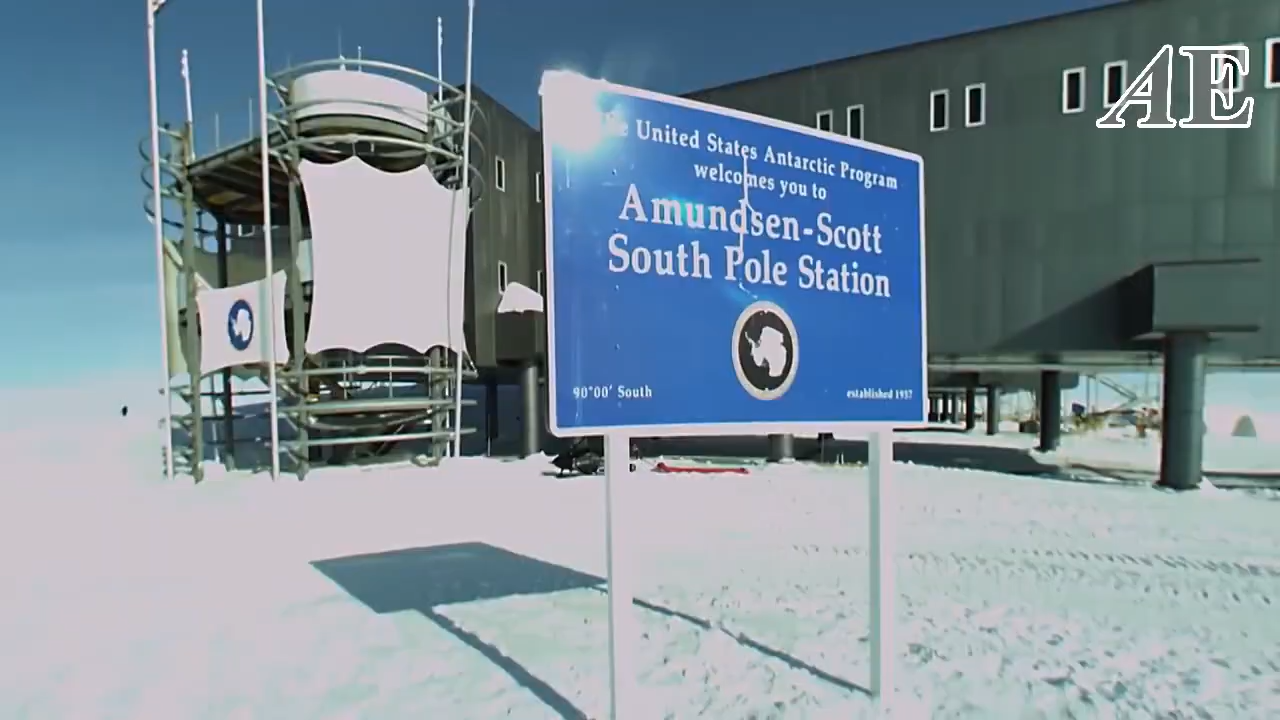 AE
United States Antarctic Program
welcomes you to
Amundsen-Scott
South Pole Station
90°00' South
established 1957